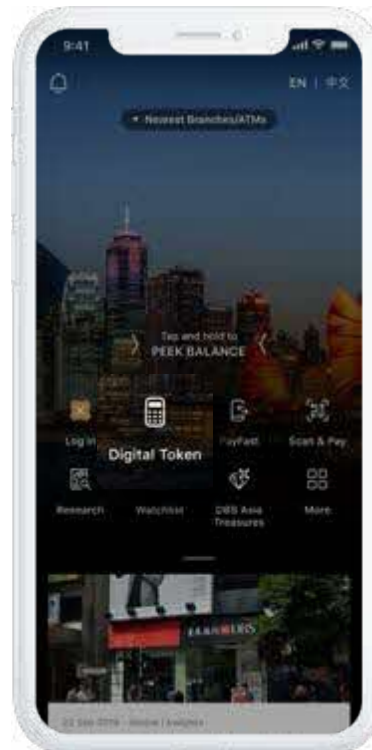 9:41
EN | 中文
Nearest Branches/ATMs
Tap and hold to
PEEK BALANCE
Log in
Digital Token
PayFast
Scan & Pay
Research
Watchlist
DBS Asia
Treasures
More